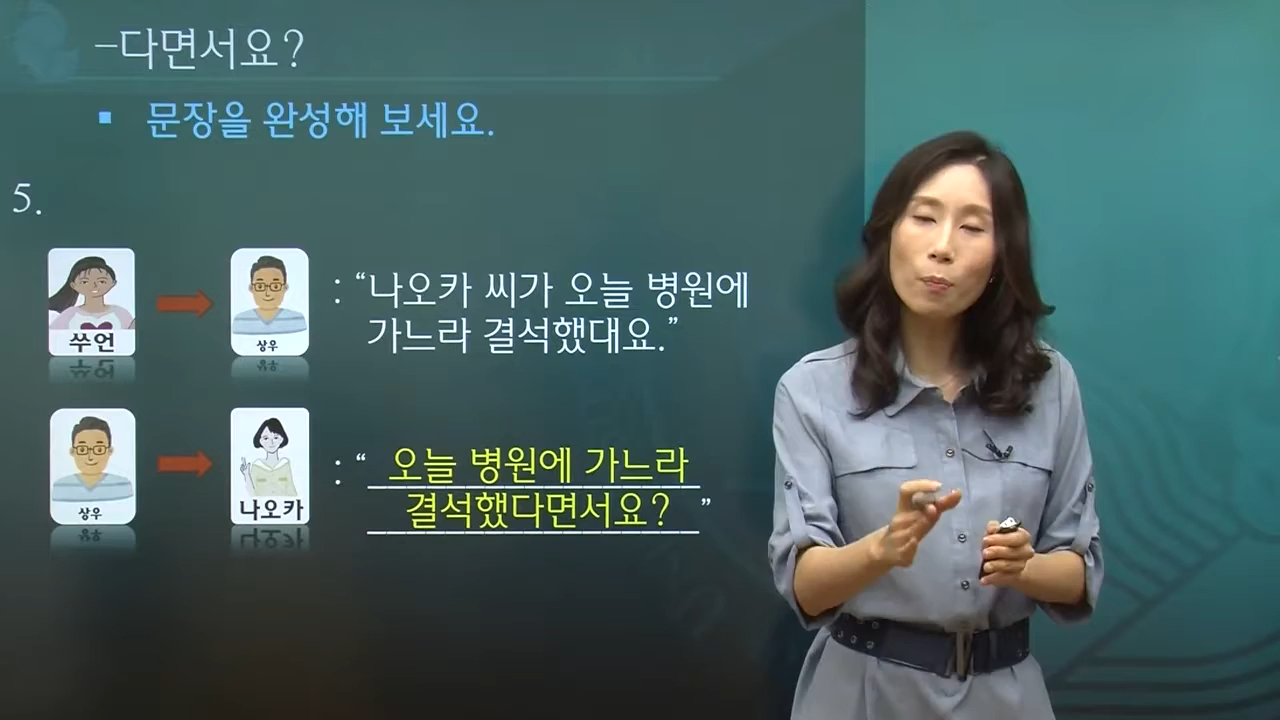 -다면서요?
▪ 문장을 완성해 보세요.
5.
쑤언
상우
: “나오카 씨가 오늘 병원에
가느라 결석했대요.”
상우
나오카
: “ 오늘 병원에 가느라
결석했다면서요? ”